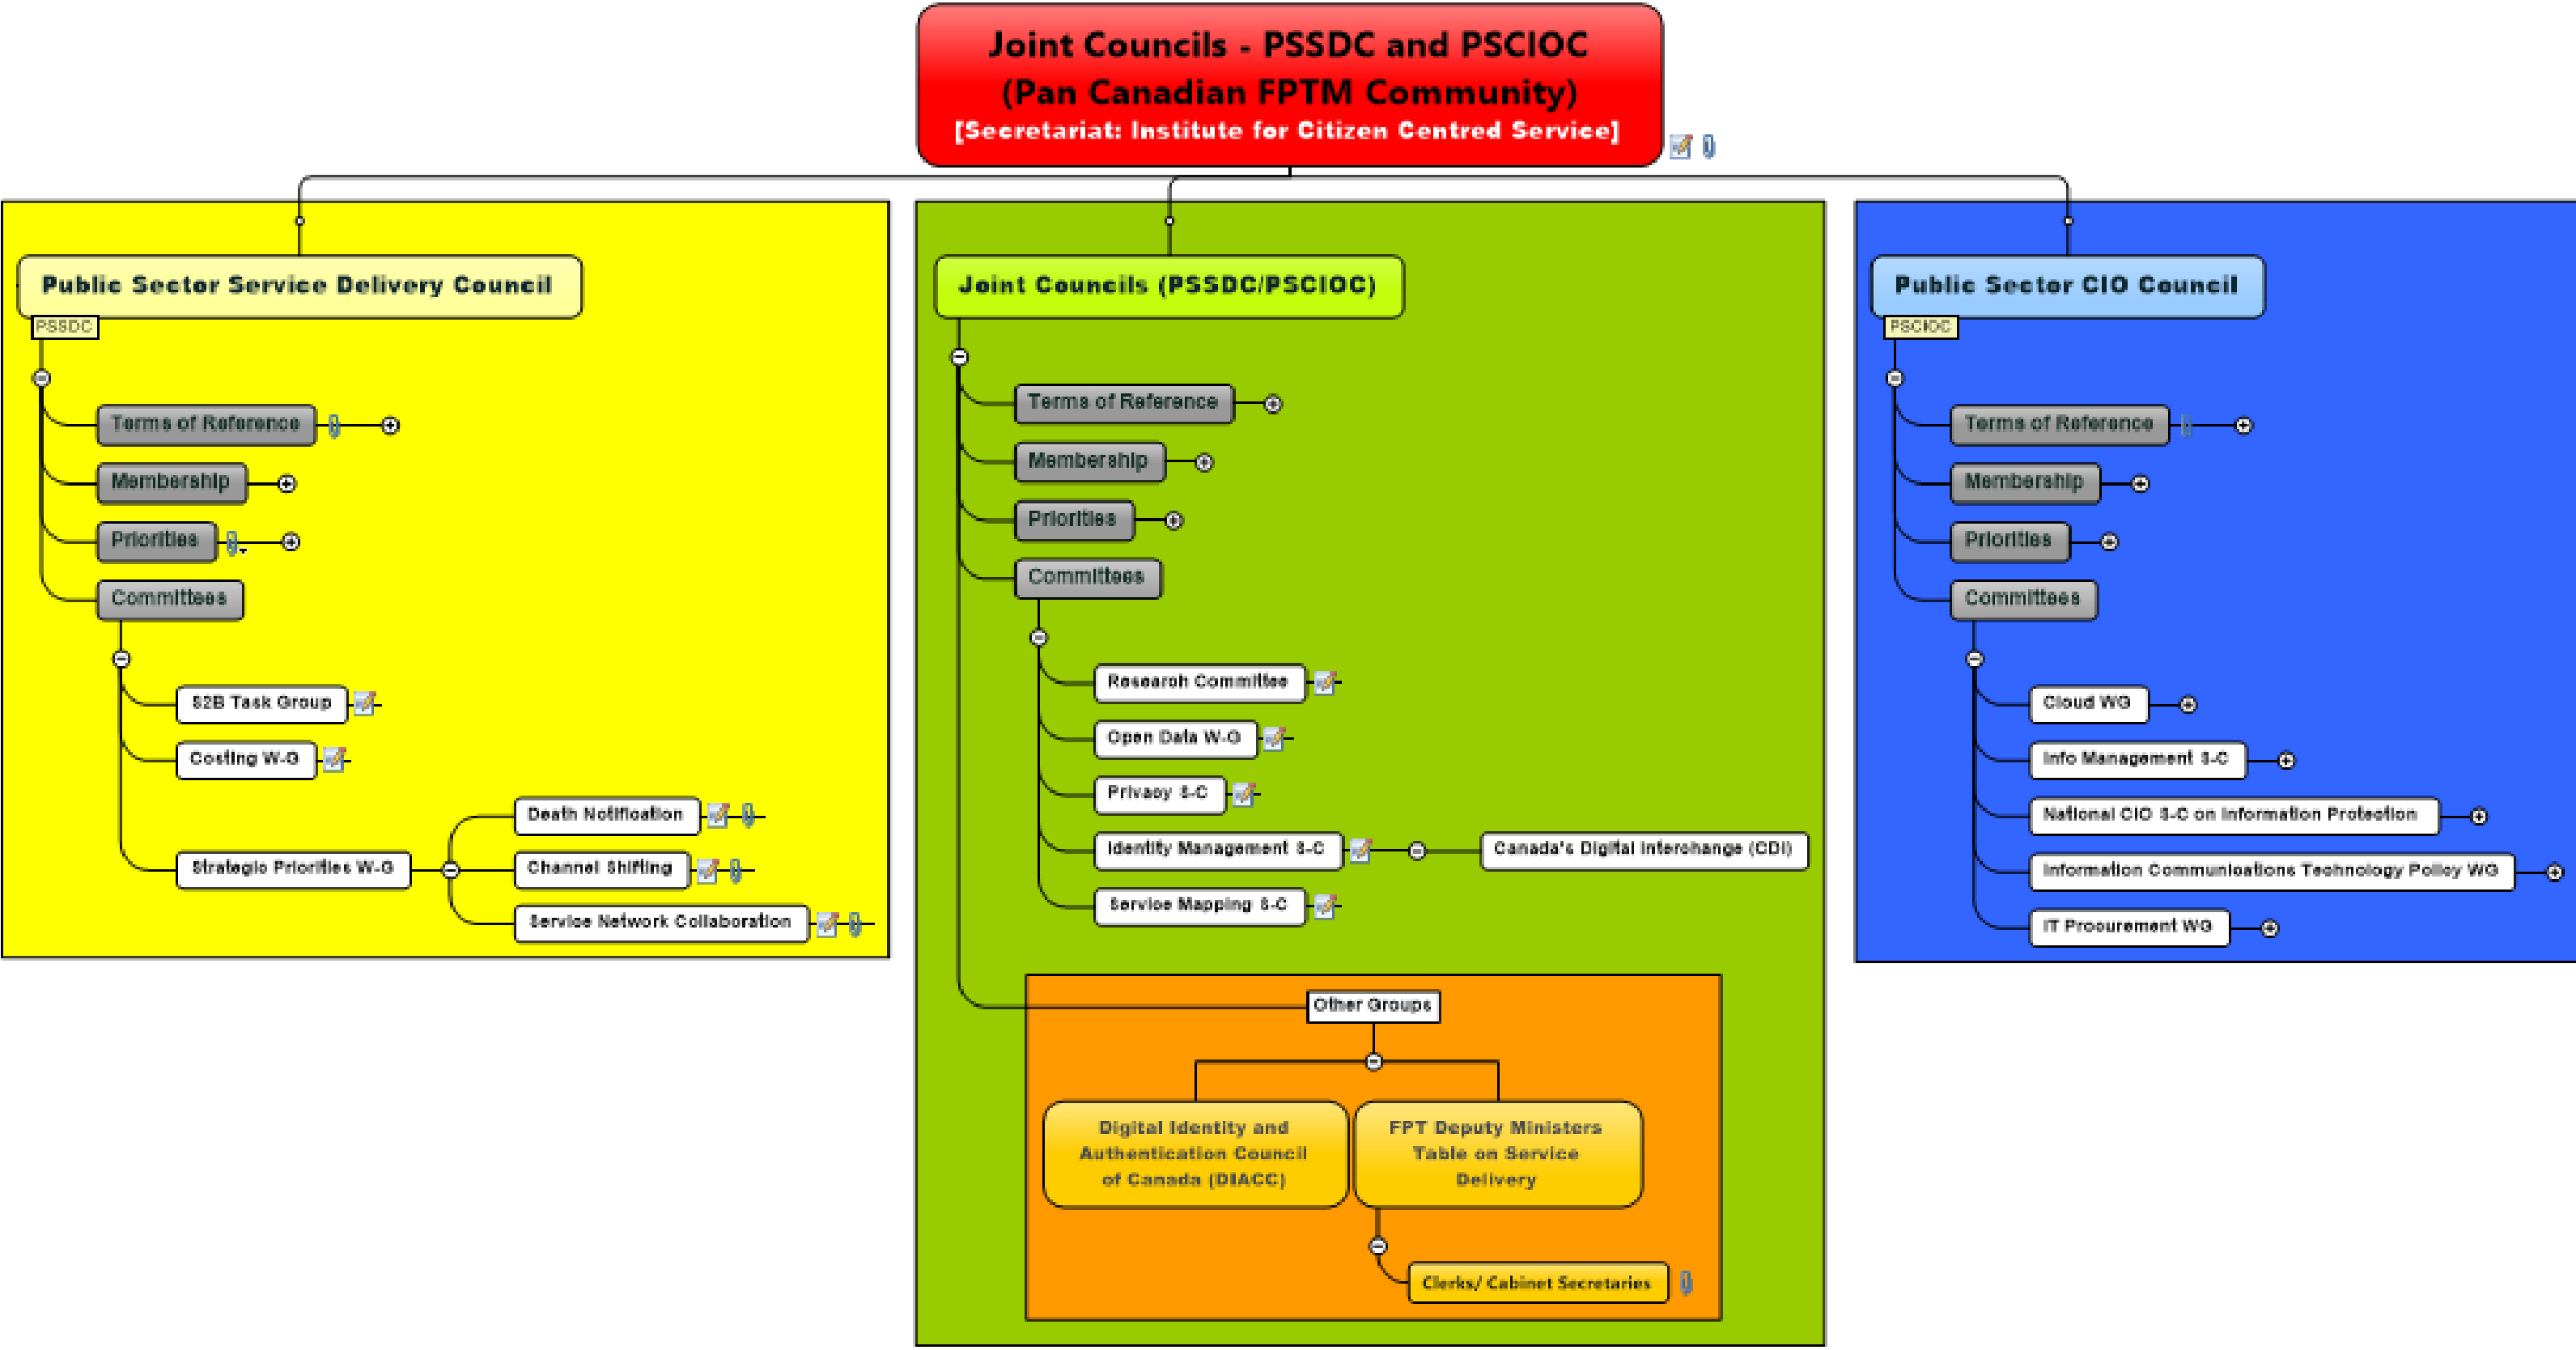 Joint Councils - PSSDC and PSCIOC
(Pan Canadian FPTM Community)
[Secretariat: Institute for Citizen Centred Service]
Public Sector Service Delivery Council
PSSDC
Terms of Reference
Membership
Priorities
Committees
S2B Task Group
Costing W-G
Strategic Priorities W-G
Death Notification
Channel Shifting
Service Network Collaboration
Joint Councils (PSSDC/PSCIOC)
Terms of Reference
Membership
Priorities
Committees
Research Committee
Open Data W-G
Privacy S-C
Identity Management S-C
Canada's Digital Interchange (CDI)
Service Mapping S-C
Other Groups
Digital Identity and
Authentication Council
of Canada (DIACC)
FPT Deputy Ministers
Table on Service
Delivery
Clerks/ Cabinet Secretaries
Public Sector CIO Council
PSCIOC
Terms of Reference
Membership
Priorities
Committees
Cloud WG
Info Management S-C
National CIO S-C on Information Protection
Information Communications Technology Policy WG
IT Procurement WG